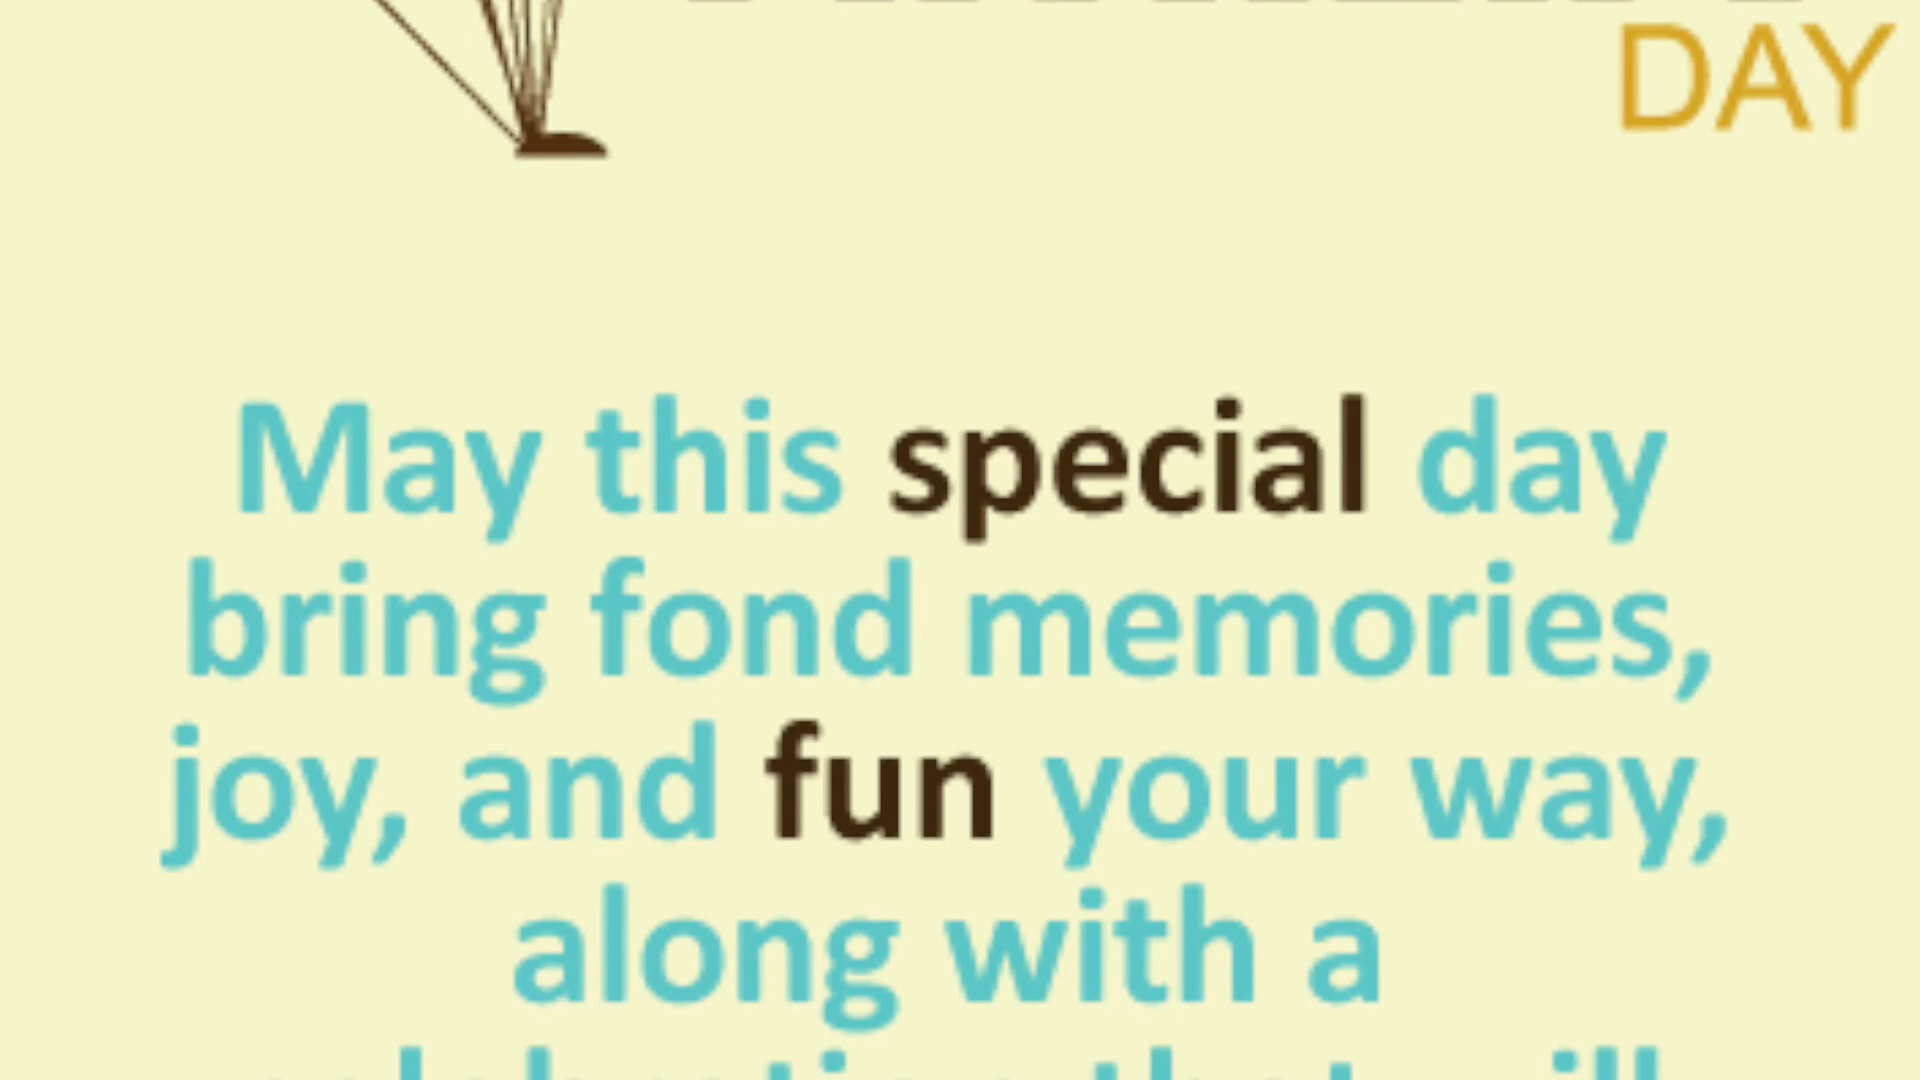 DAY
May this special day
bring fond memories,
joy, and fun your way,
along with a